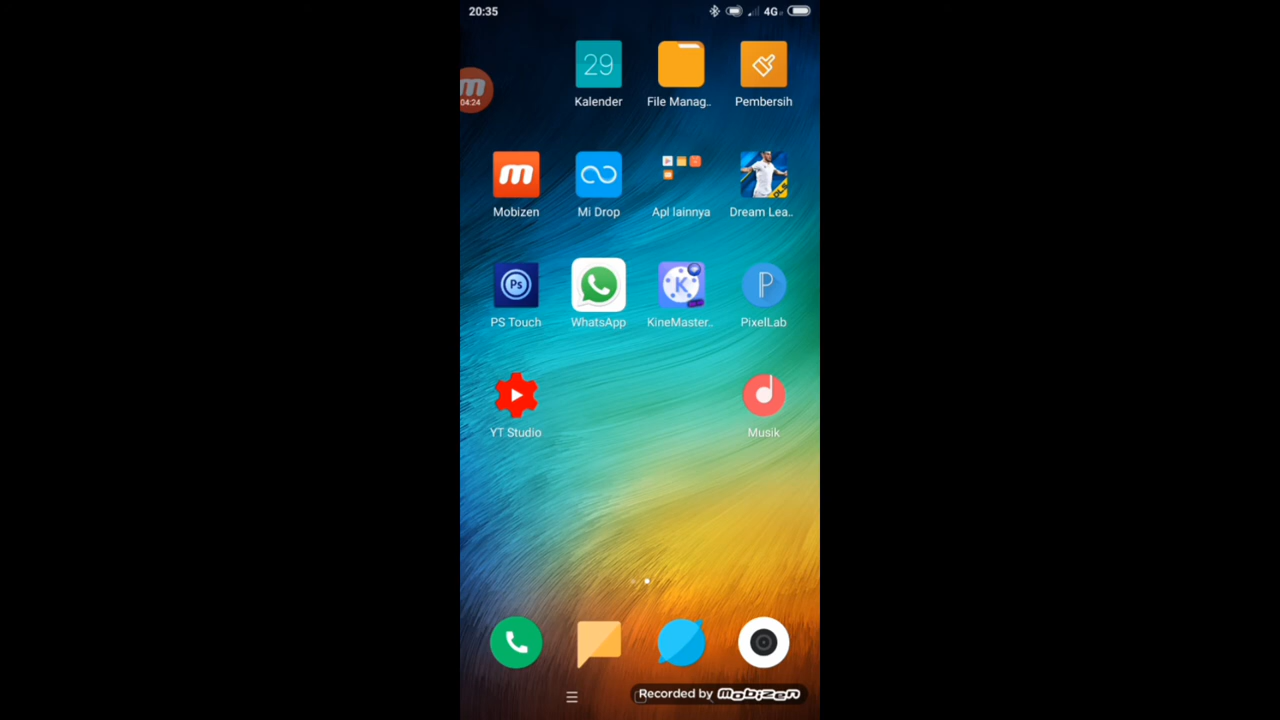 20:35
4G
29
Kalender
File Manag..
Pembersih
04:24
Mobizen
Mi Drop
Apl lainnya
Dream Lea..
Ps
PS Touch
WhatsApp
K
KineMaster..
P
PixelLab
YT Studio
Musik
Recorded by mobizen